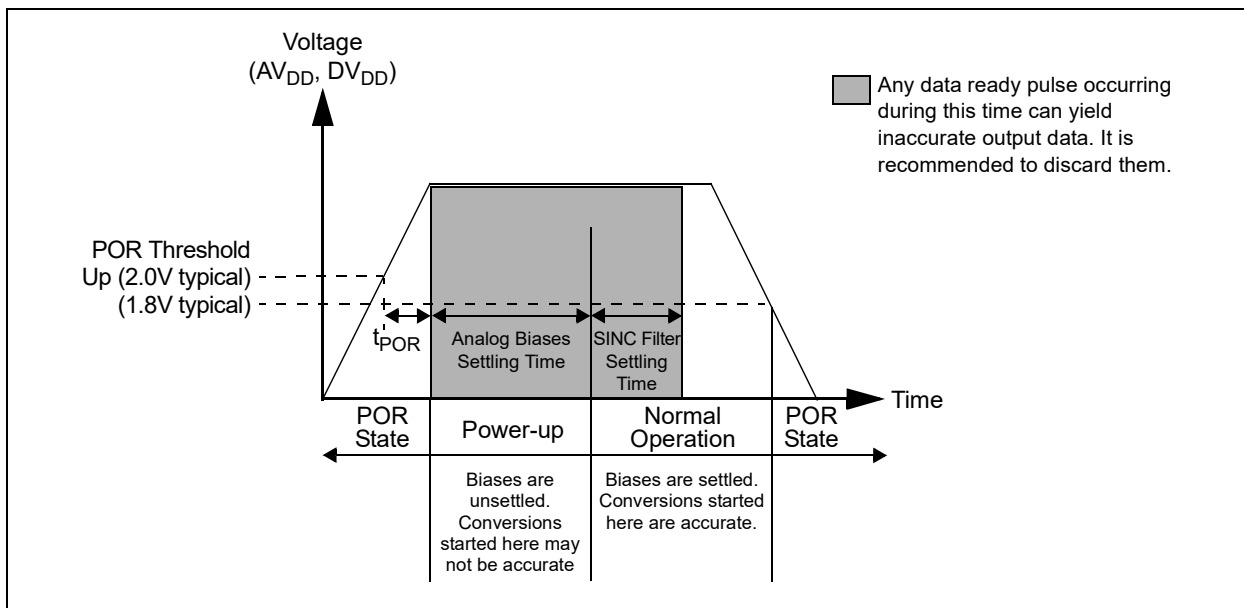 Voltage
(AVDD, DVDD)
Any data ready pulse occurring
during this time can yield
inaccurate output data. It is
recommended to discard them.
POR Threshold
Up (2.0V typical)
(1.8V typical)
tPOR
Analog Biases
Settling Time
SINC Filter
Settling
Time
Time
POR
State
Power-up
Normal
Operation
POR
State
Biases are
unsettled.
Conversions
started here may
not be accurate
Biases are settled.
Conversions started
here are accurate.